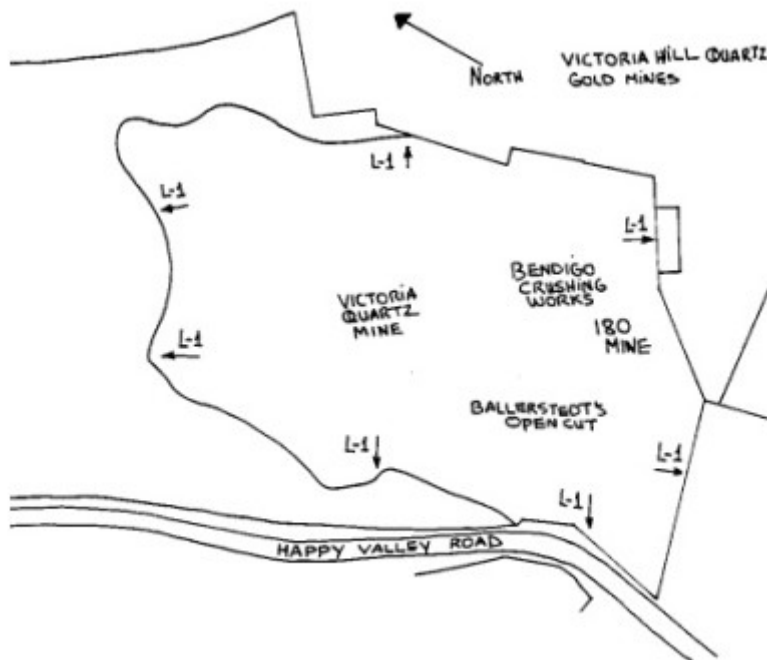 VICTORIA HILL QUARTZ
GOLD MINES
NORTH
L-1
L-1
L-1
BENDIGO
CRUSHING
WORKS
VICTORIA
QUARTZ
MINE
180
MINE
L-1
BALLERSTEDT'S
OPEN CUT
L-1
L-1
L-1
HAPPY VALLEY ROAD